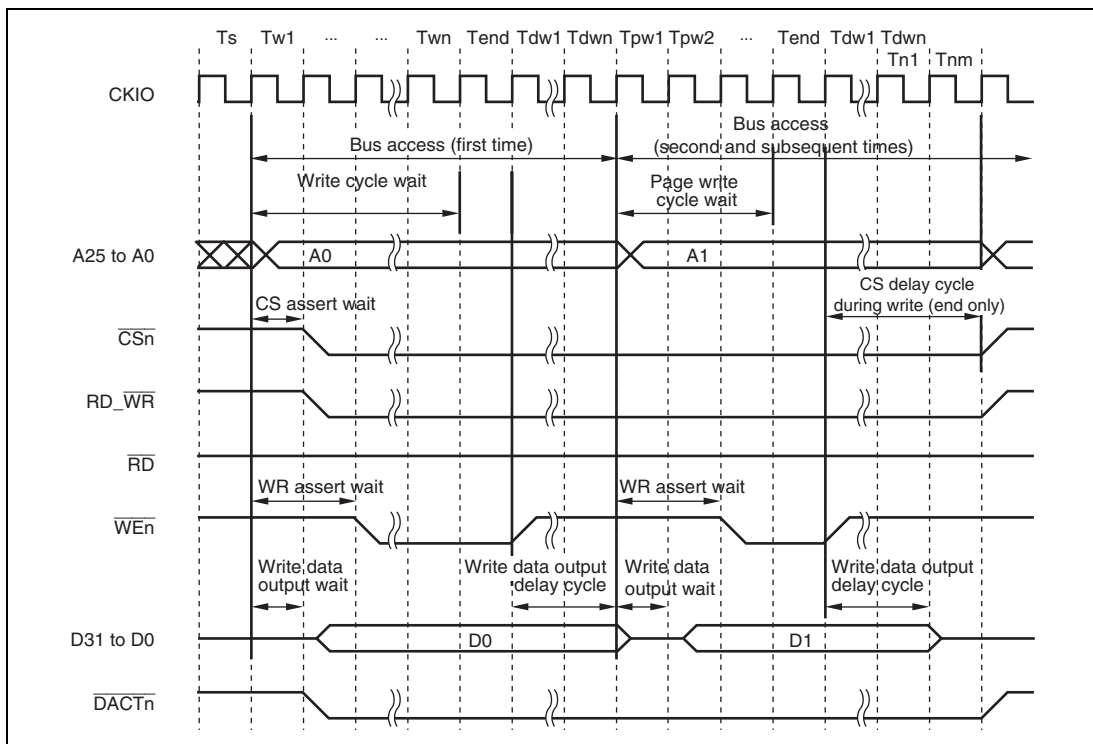 Ts Tw1 ... ... Twn Tend Tdw1 Tdwn Tpw1 Tpw2 ... Tend Tdw1 Tdwn
Tn1 Tnm
CKIO
Bus access (first time)
Bus access
(second and subsequent times)
Write cycle wait
Page write
cycle wait
A25 to A0
A0
A1
CS assert wait
CS delay cycle
during write (end only)
CSn
RD_WR
RD
WR assert wait
WR assert wait
WEn
Write data
output wait
Write data output
delay cycle
Write data
output wait
Write data output
delay cycle
D31 to D0
D0
D1
DACTn